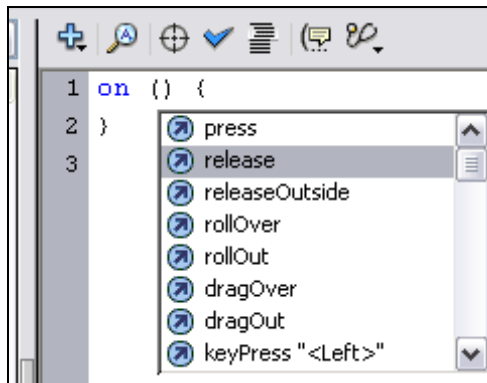 1 on () {
2 }
3
press
release
releaseOutside
rollOver
rollOut
dragOver
dragOut
keyPress "<Left>"